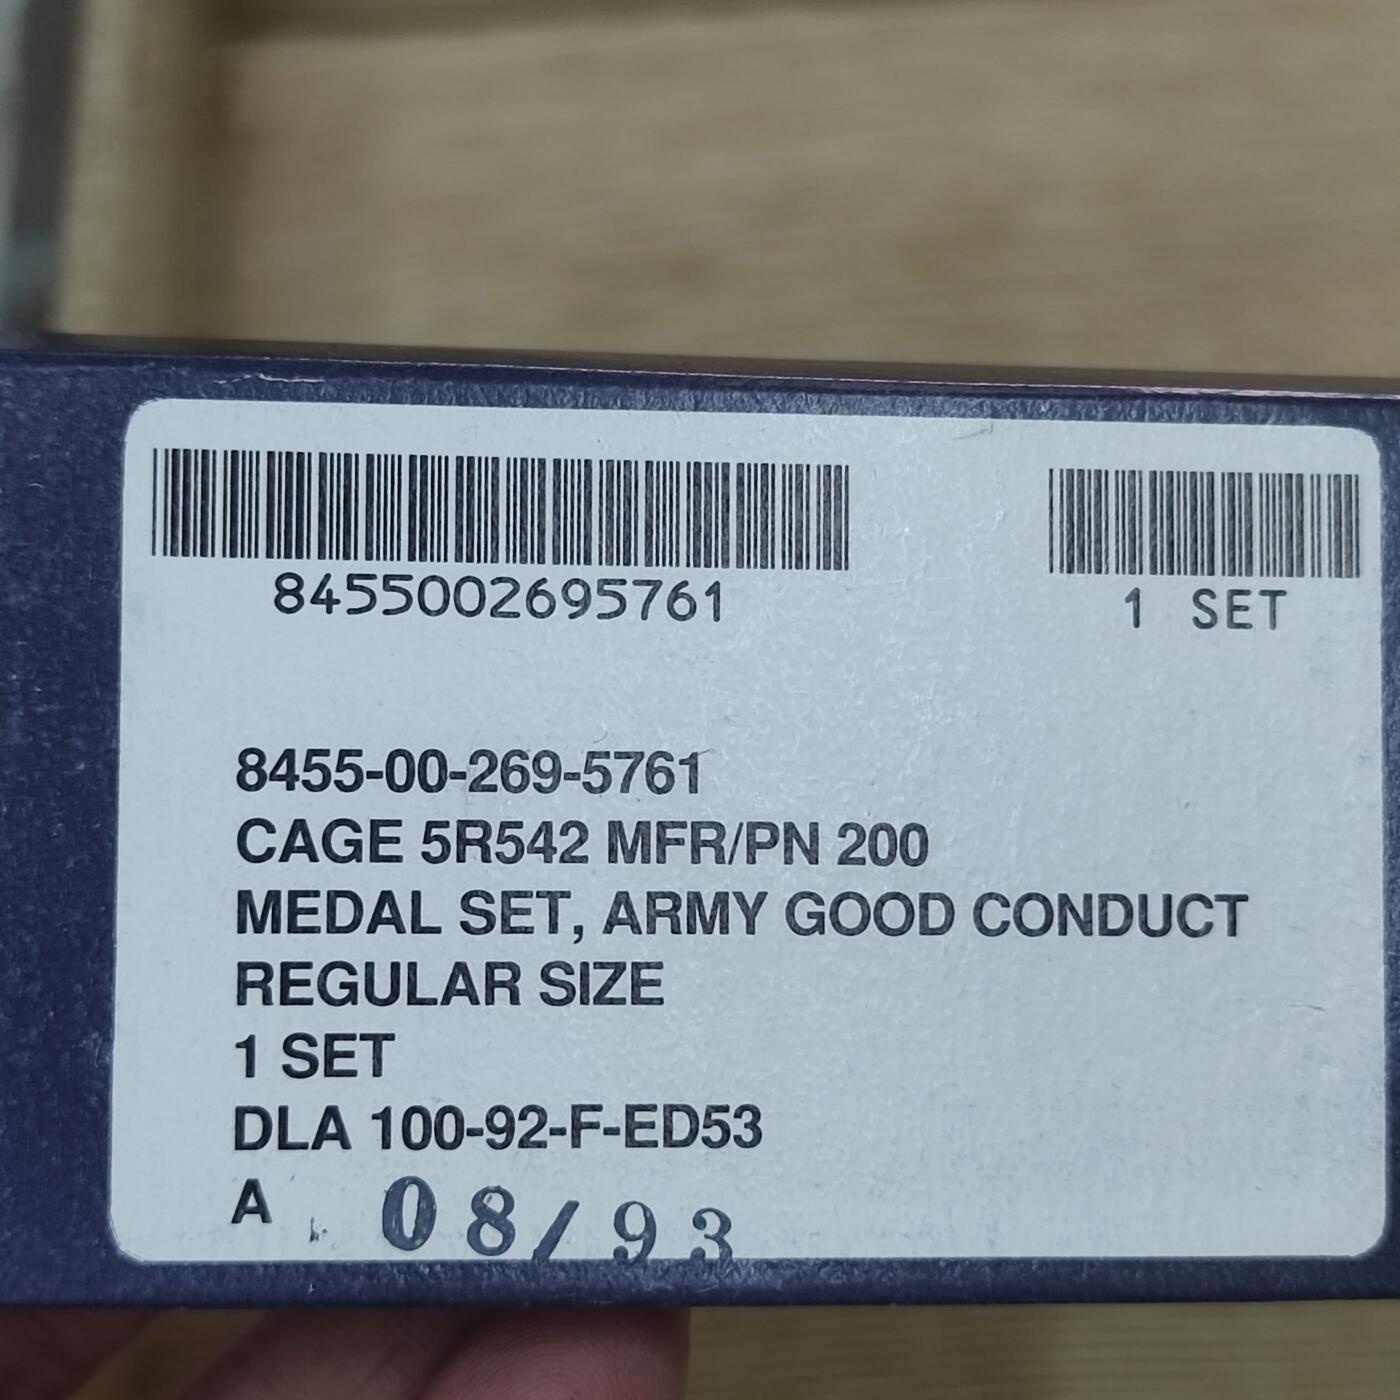 8455002695761
1 SET
8455-00-269-5761
CAGE 5R542 MFR/PN 200
MEDAL SET, ARMY GOOD CONDUCT
REGULAR SIZE
1 SET
DLA 100-92-F-ED53
A 08/93